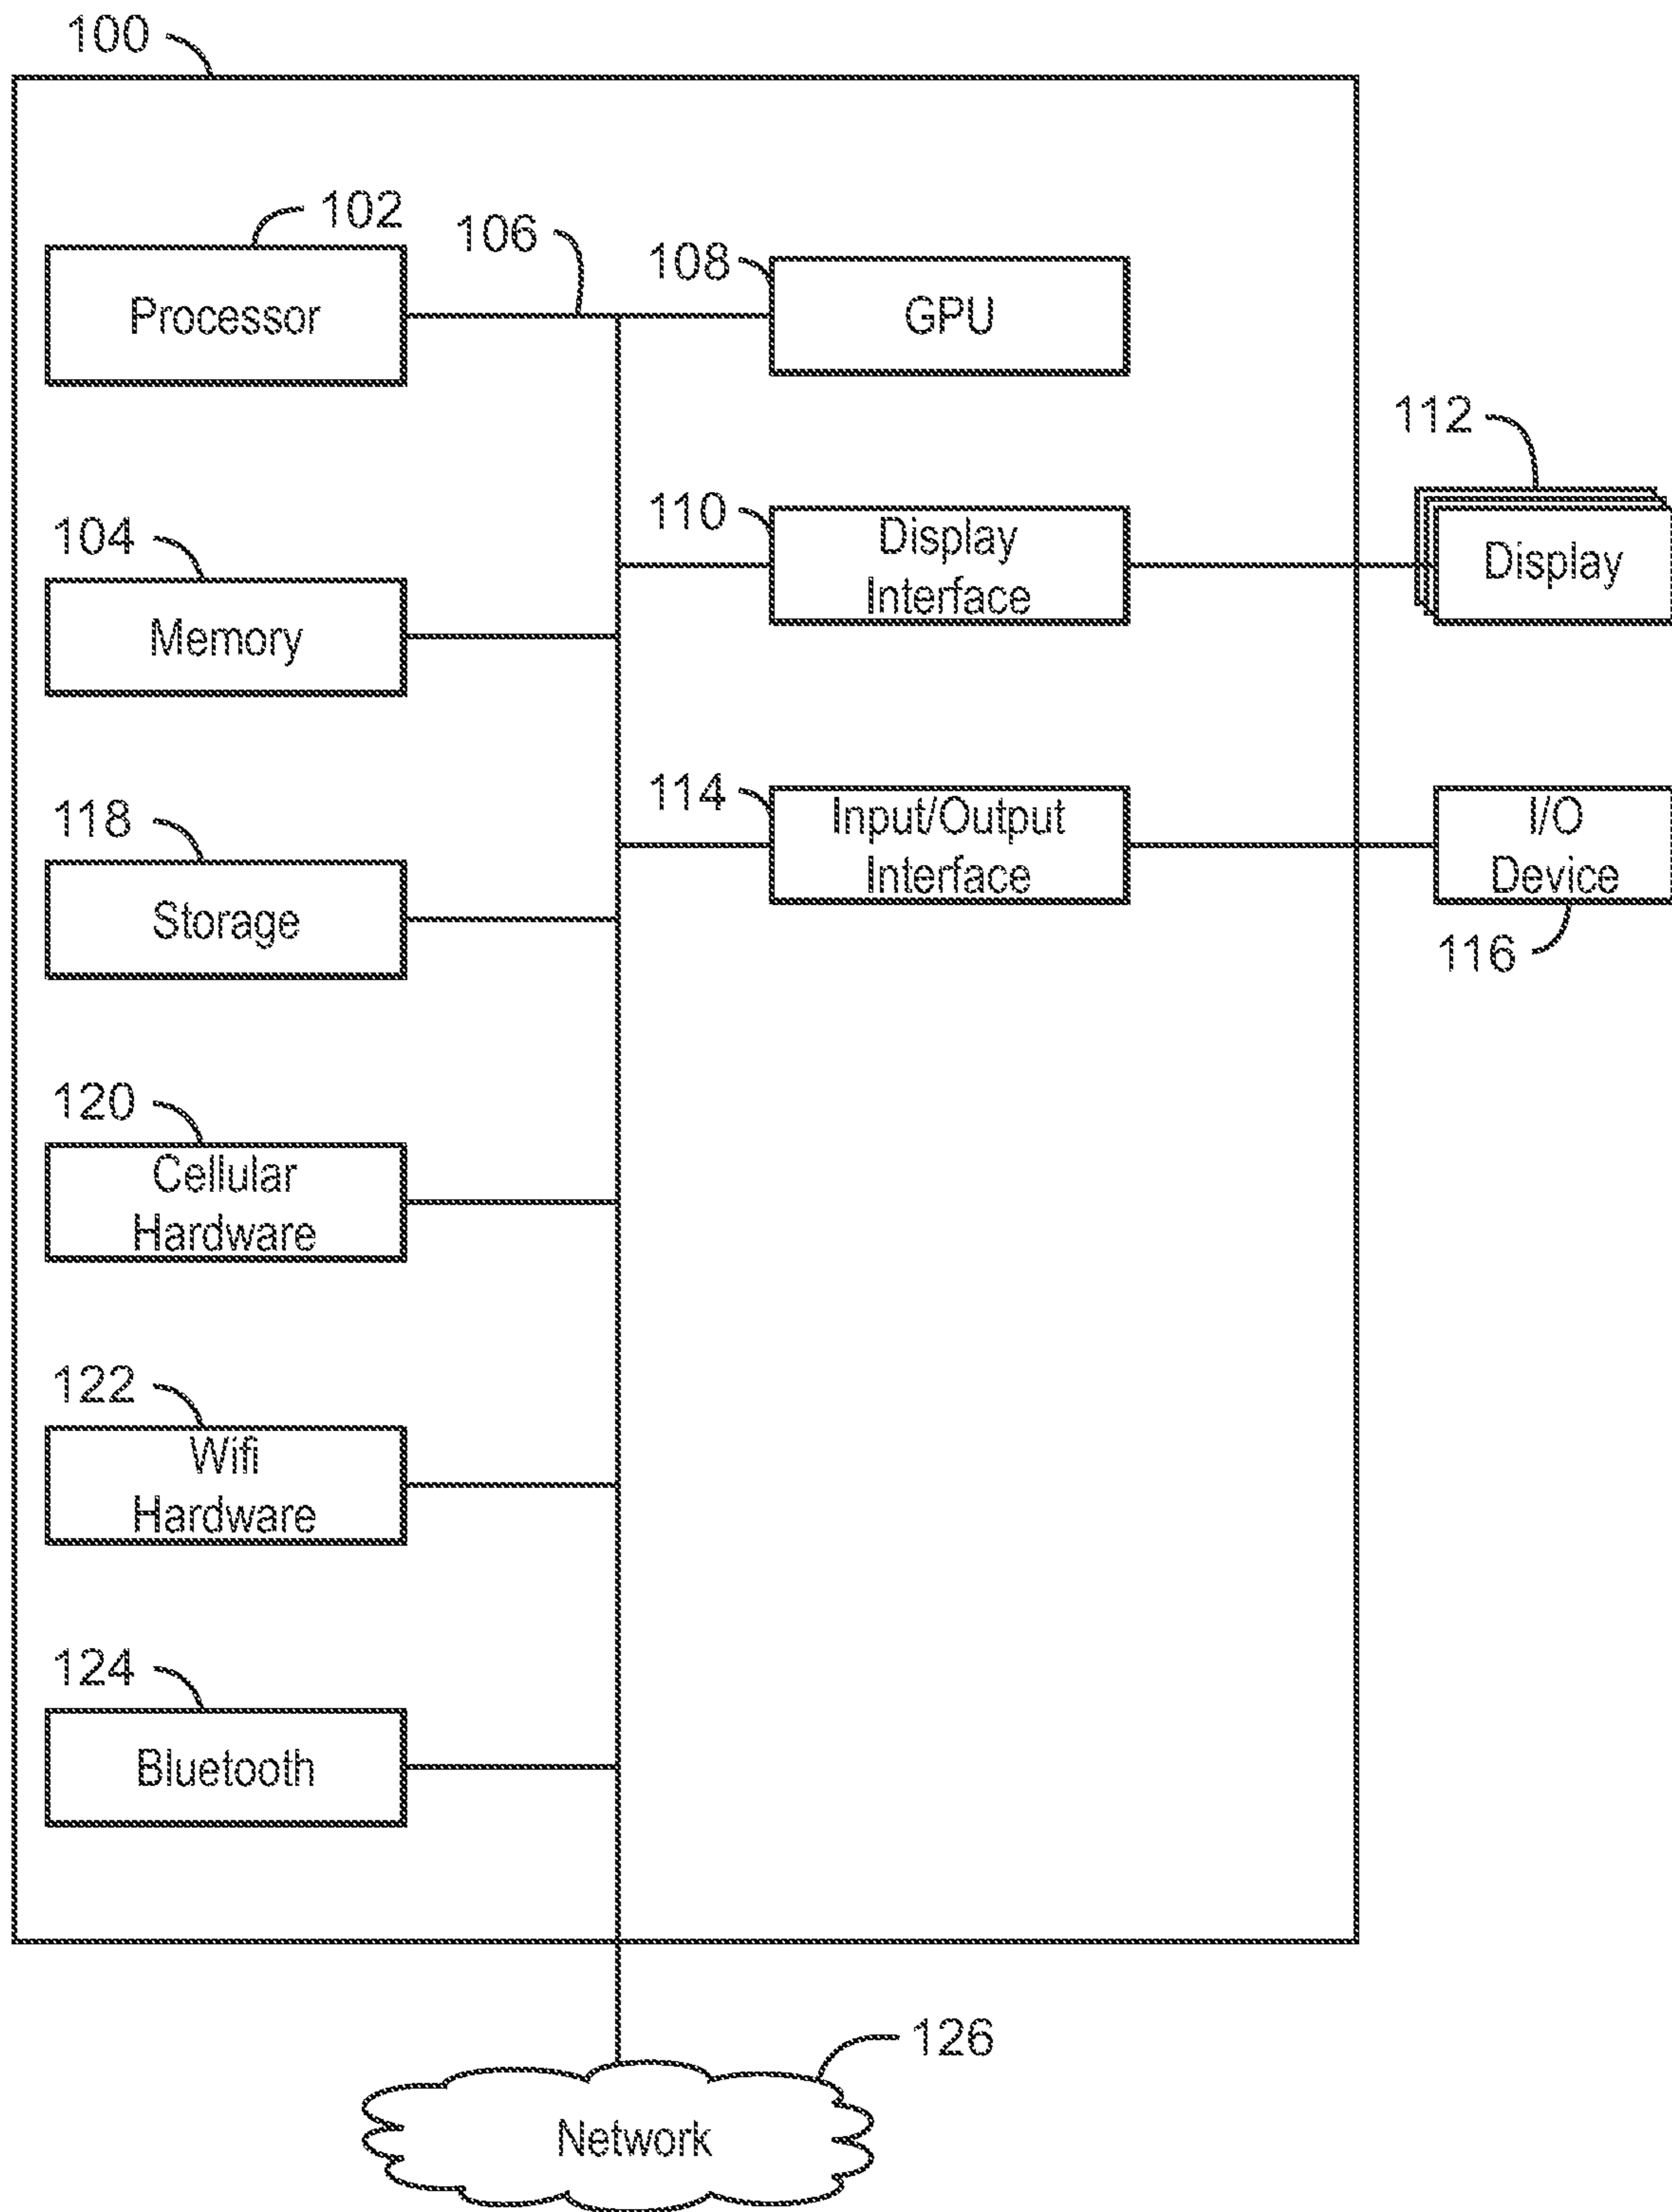 100
102
Processor
106
108
GPU
112
Display
104
Memory
110
Display
Interface
114
Input/Output
Interface
I/O
Device
116
118
Storage
120
Cellular
Hardware
122
Wifi
Hardware
124
Bluetooth
126
Network